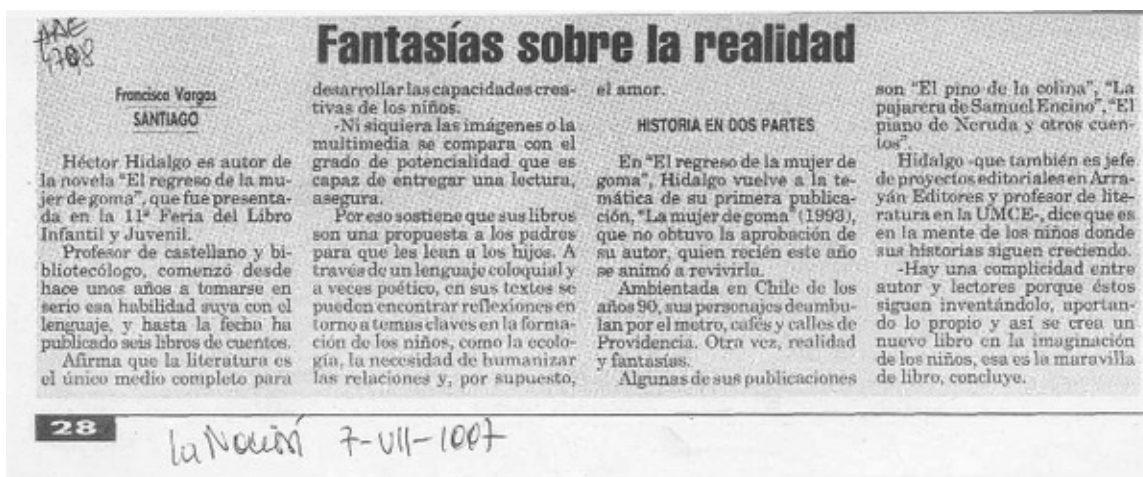 Fantasías sobre la realidad
Francisca Vargas
SANTIAGO
Héctor Hidalgo es autor de
la novela "El regreso de la mu-
jer de goma", que fue presenta-
da en la 11ª Feria del Libro
Infantil y Juvenil.
Profesor de castellano y bi-
bliotecólogo, comenzó desde
hace unos años a tomarse en
serio esa habilidad suya con el
lenguaje, y hasta la fecha ha
publicado seis libros de cuentos.
Afirma que la literatura es
el único medio completo para
desarrollar las capacidades crea-
tivas de los niños.
-Ni siquiera las imágenes o la
multimedia se compara con el
grado de potencialidad que es
capaz de entregar una lectura,
asegura.
Por eso sostiene que sus libros
son una propuesta a los padres
para que les lean a los hijos. A
través de un lenguaje coloquial y
a veces poético, en sus textos se
pueden encontrar reflexiones en
torno a temas claves en la forma-
ción de los niños, como la ecolo-
gía, la necesidad de humanizar
las relaciones y, por supuesto,
el amor.
HISTORIA EN DOS PARTES
En "El regreso de la mujer de
goma", Hidalgo vuelve a la te-
mática de su primera publica-
ción, "La mujer de goma" (1993),
que no obtuvo la aprobación de
su autor, quien recién este año
se animó a revivirla.
Ambientada en Chile de los
años 90, sus personajes deambu-
lan por el metro, cafés y calles de
Providencia. Otra vez, realidad
y fantasías.
Algunas de sus publicaciones
son "El pino de la colina", "La
pajarera de Samuel Encino", "El
piano de Neruda y otros cuen-
tos".
Hidalgo -que también es jefe
de proyectos editoriales en Arra-
yán Editores y profesor de lite-
ratura en la UMCE-, dice que es
en la mente de los niños donde
sus historias siguen creciendo.
-Hay una complicidad entre
autor y lectores porque éstos
siguen inventándolo, aportan-
do lo propio y así se crea un
nuevo libro en la imaginación
de los niños, esa es la maravilla
de libro, concluye.
28
la Nación 7-VII-1997